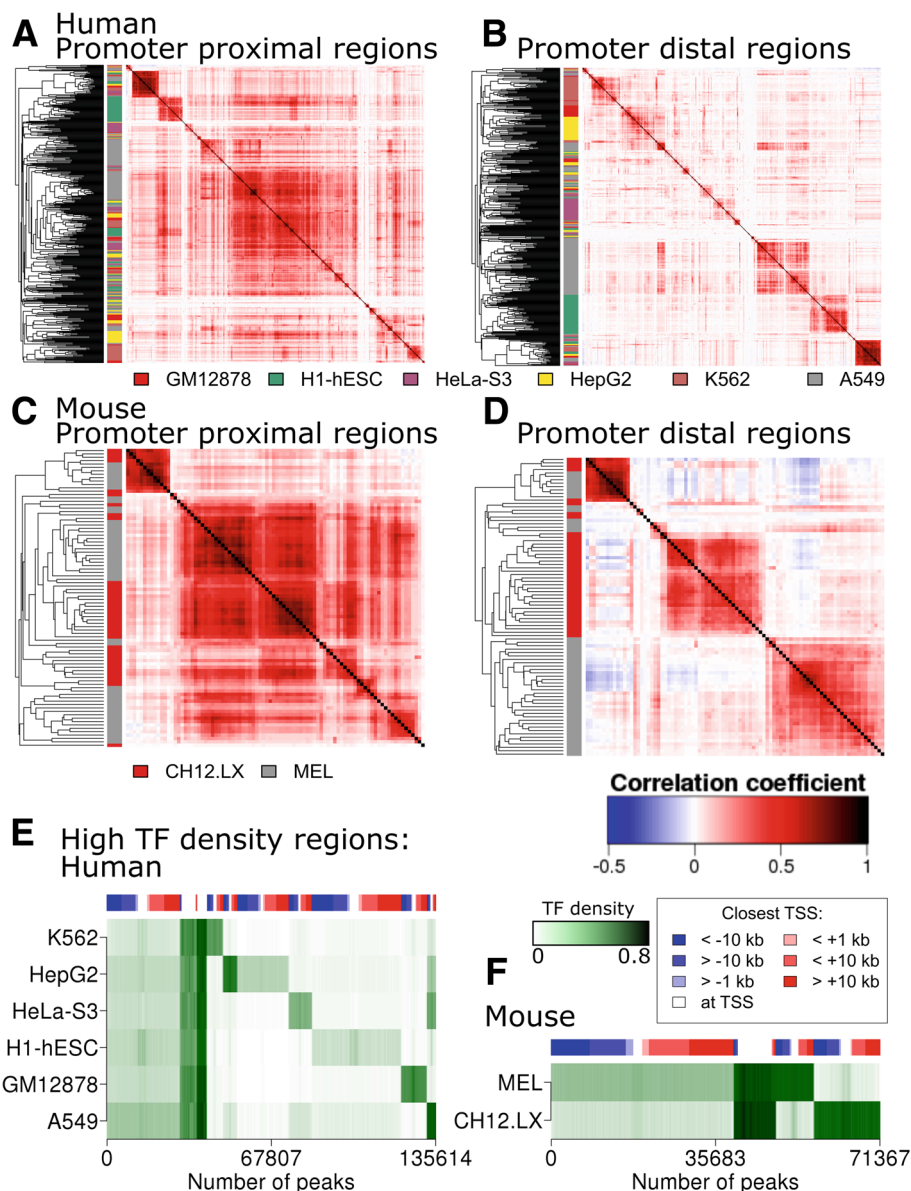 A Human
Promoter proximal regions
B Promoter distal regions
GM12878 H1-hESC HeLa-S3 HepG2 K562 A549
C Mouse
Promoter proximal regions
D Promoter distal regions
CH12.LX MEL
Correlation coefficient
-0.5 0 0.5 1
E High TF density regions:
Human
K562
HepG2
HeLa-S3
H1-hESC
GM12878
A549
0 67807 135614
Number of peaks
TF density
0 0.8
Closest TSS:
< -10 kb < +1 kb
> -10 kb < +10 kb
> -1 kb > +10 kb
at TSS
F
Mouse
MEL
CH12.LX
0 35683 71367
Number of peaks